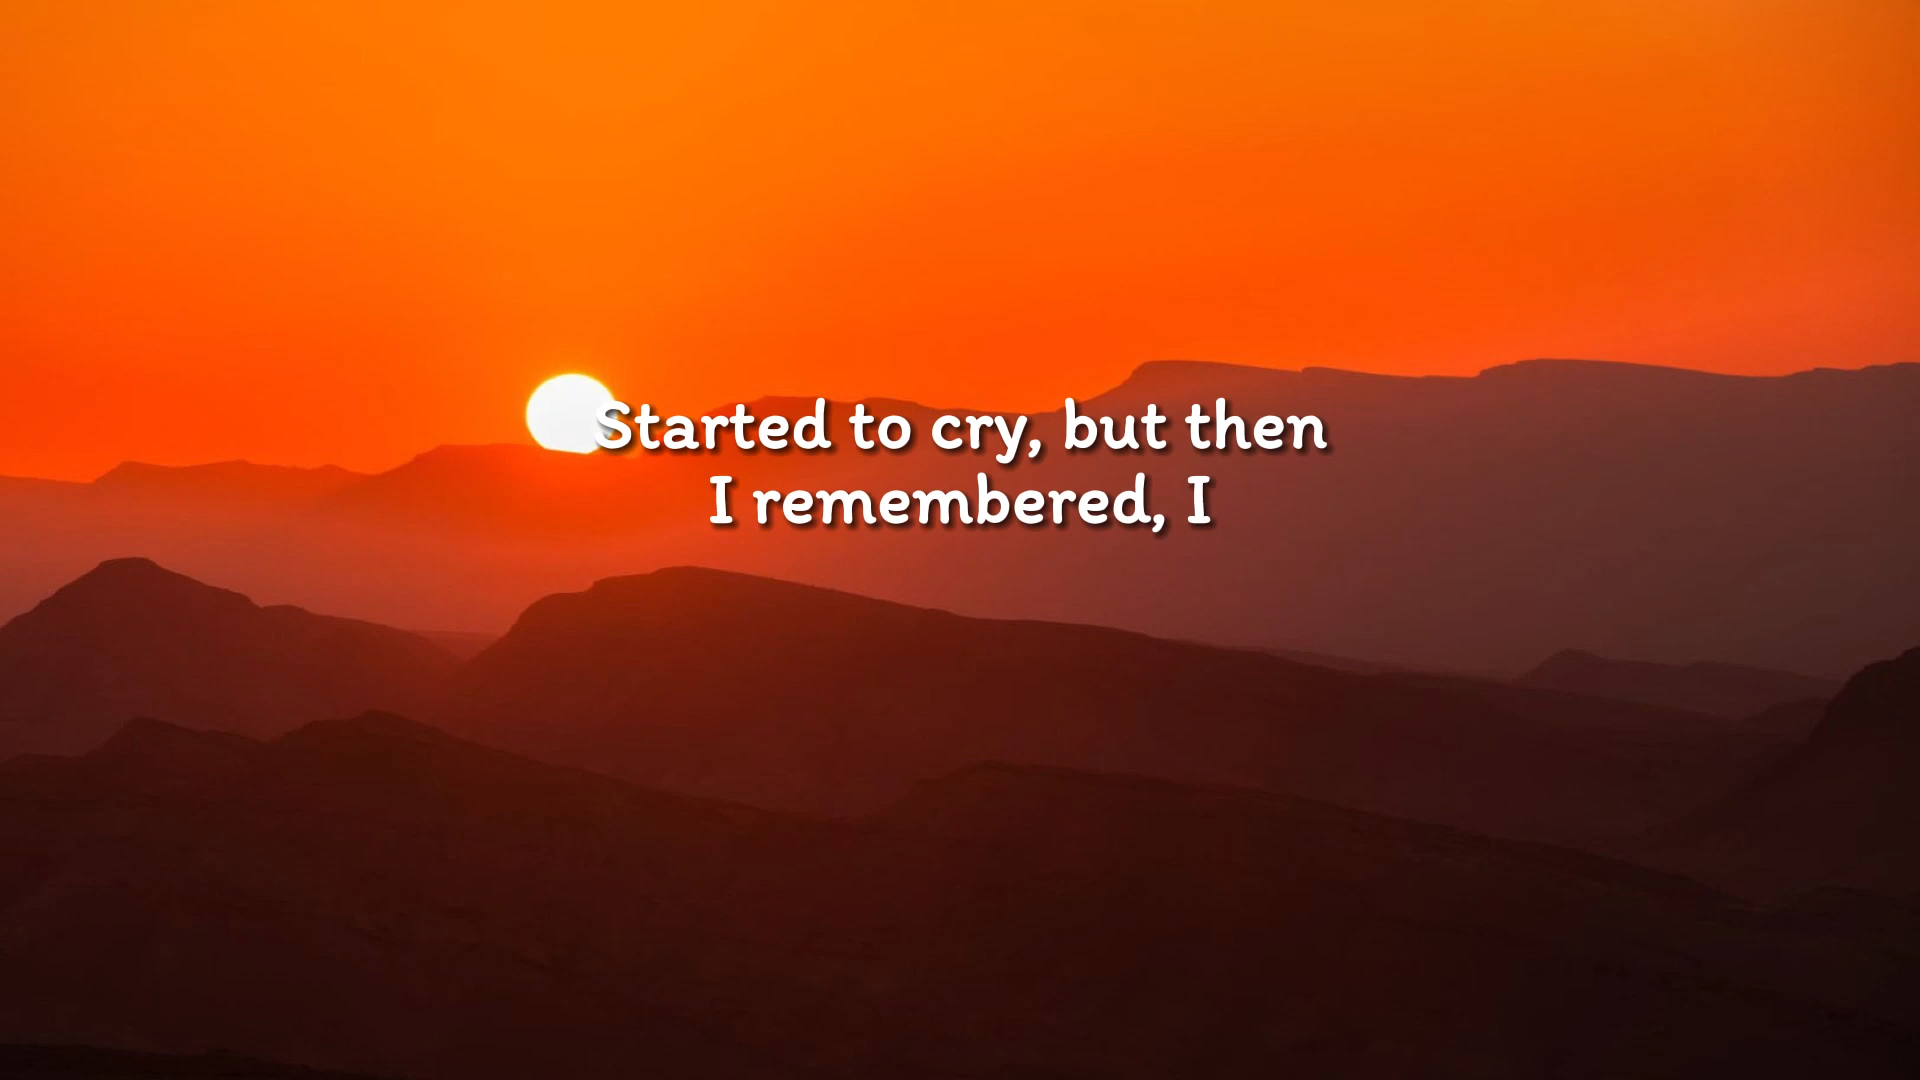 Started to cry, but then
I remembered, I